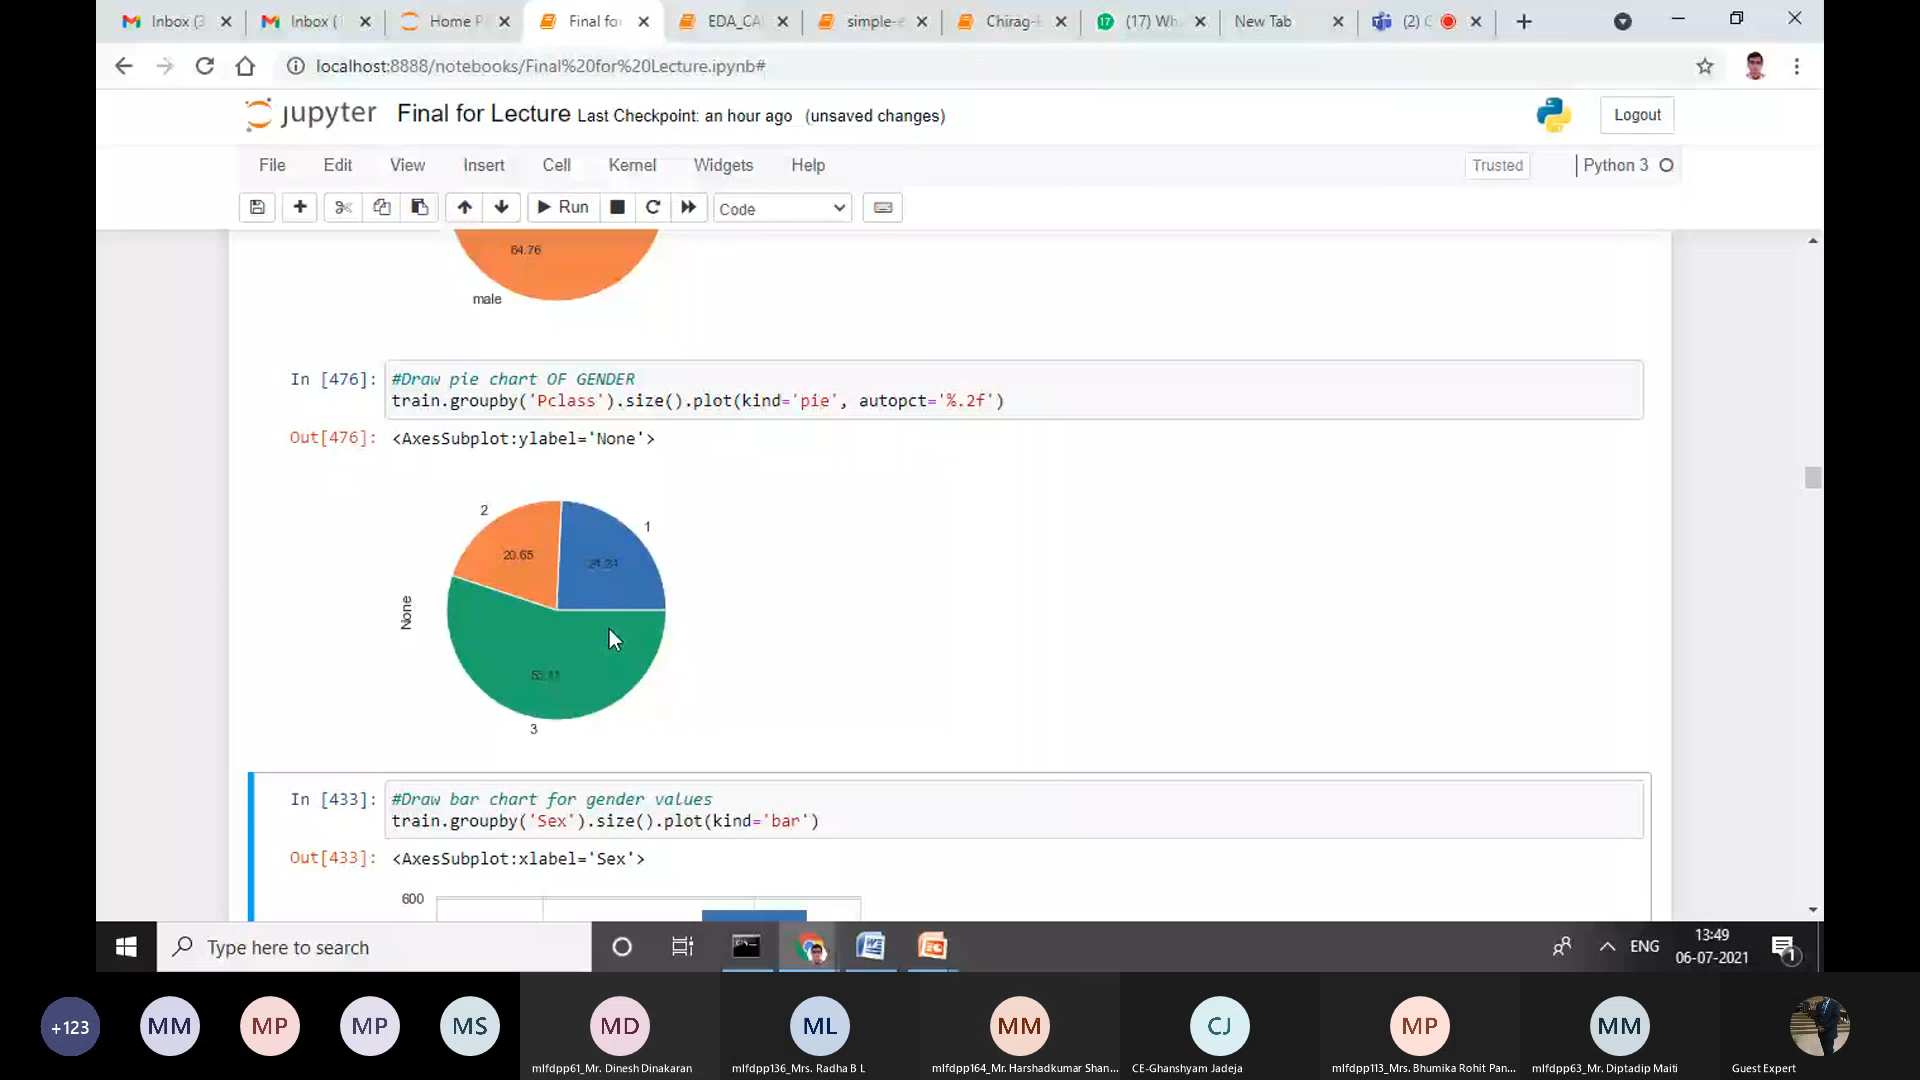 Inbox (3
Inbox (1
Home P
Final fo
EDA_CA
simple-e
Chirag-E
(17) Wh
New Tab
(2) C
localhost:8888/notebooks/Final%20for%20Lecture.ipynb#
jupyter Final for Lecture Last Checkpoint: an hour ago (unsaved changes)
Logout
File Edit View Insert Cell Kernel Widgets Help
Trusted
Python 3
Run
Code
64.76
male
In [476]: #Draw pie chart OF GENDER
train.groupby('Pclass').size().plot(kind='pie', autopct='%.2f')
Out[476]: <AxesSubplot:ylabel='None'>
2
1
20.65
24.24
None
55.11
3
In [433]: #Draw bar chart for gender values
train.groupby('Sex').size().plot(kind='bar')
Out[433]: <AxesSubplot:xlabel='Sex'>
600
Type here to search
ENG
13:49
06-07-2021
1
+123
MM
MP
MP
MS
MD
ML
MM
CJ
MP
MM
mlfdpp61_Mr. Dinesh Dinakaran
mlfdpp136_Mrs. Radha B L
mlfdpp164_Mr. Harshadkumar Shan...
CE-Ghanshyam Jadeja
mlfdpp113_Mrs. Bhumika Rohit Pan...
mlfdpp63_Mr. Diptadip Maiti
Guest Expert